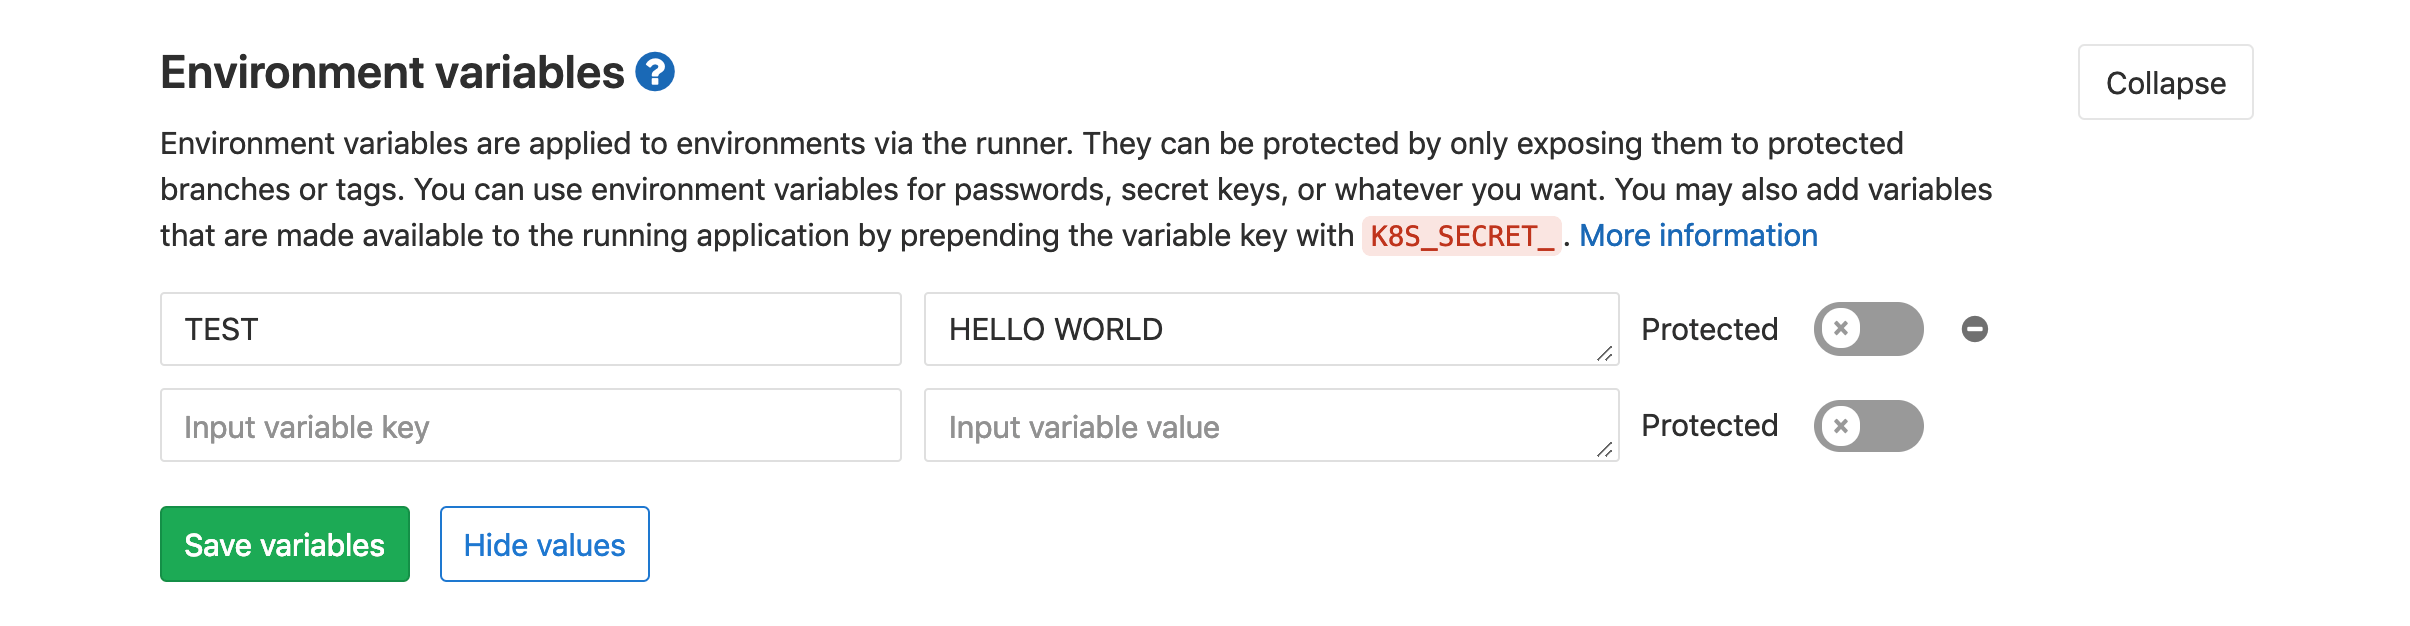 Environment variables
Collapse
Environment variables are applied to environments via the runner. They can be protected by only exposing them to protected
branches or tags. You can use environment variables for passwords, secret keys, or whatever you want. You may also add variables
that are made available to the running application by prepending the variable key with K8S_SECRET_ . More information
TEST HELLO WORLD Protected
Input variable key Input variable value Protected
Save variables Hide values